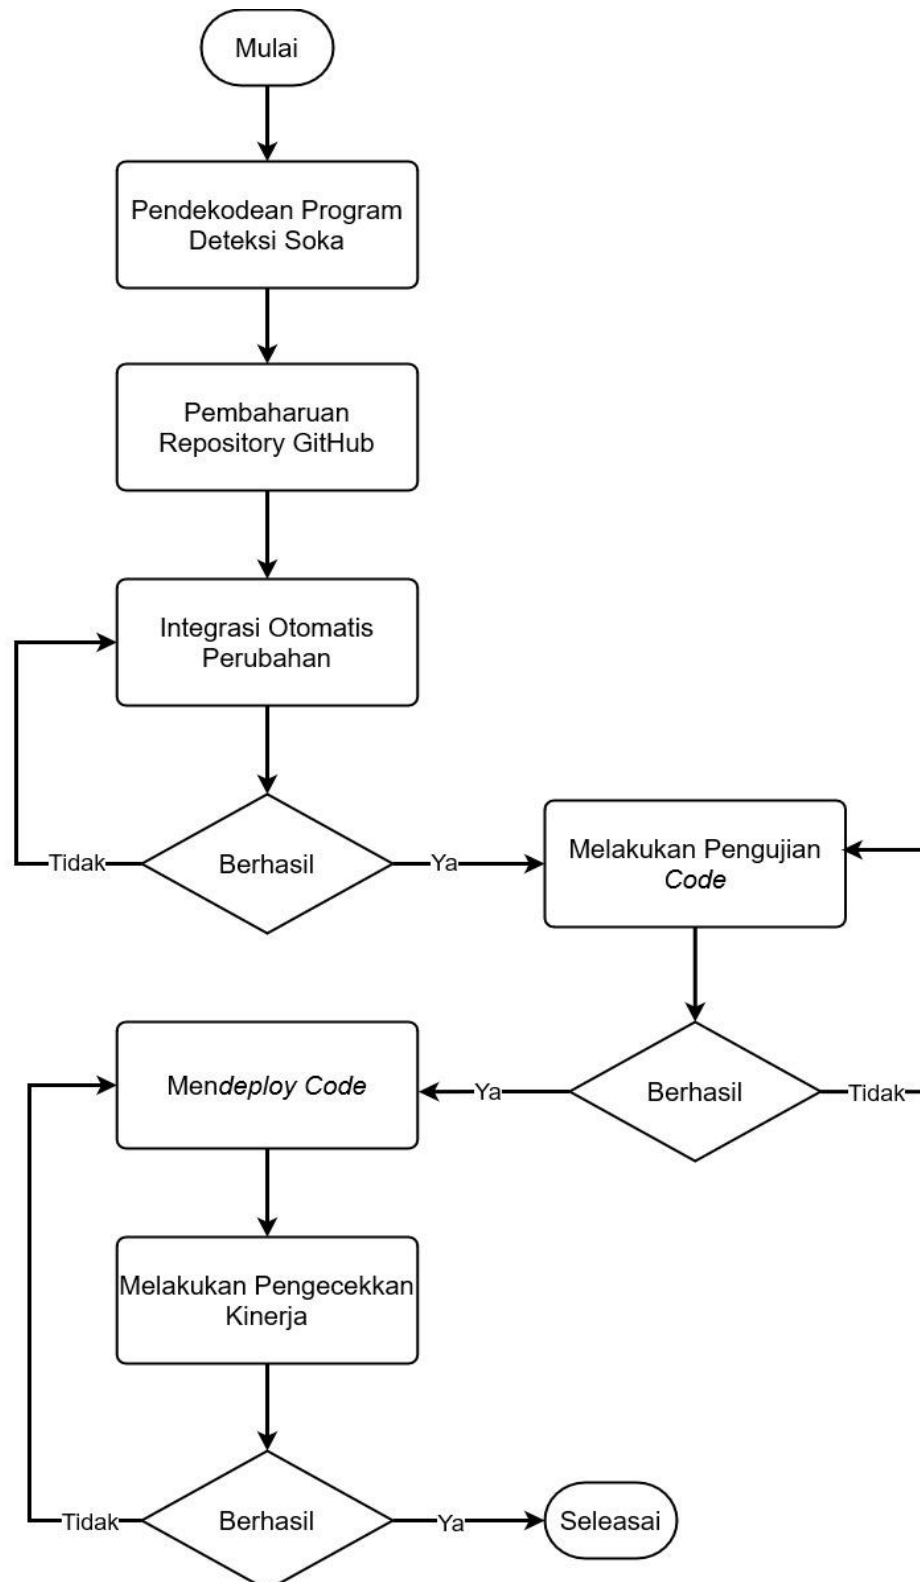 Mulai
Pendekodean Program
Deteksi Soka
Pembaharuan
Repository GitHub
Integrasi Otomatis
Perubahan
Berhasil
Tidak
Ya
Melakukan Pengujian
Code
Berhasil
Tidak
Ya
Mendeploy Code
Melakukan Pengecekkan
Kinerja
Berhasil
Tidak
Ya
Seleasai